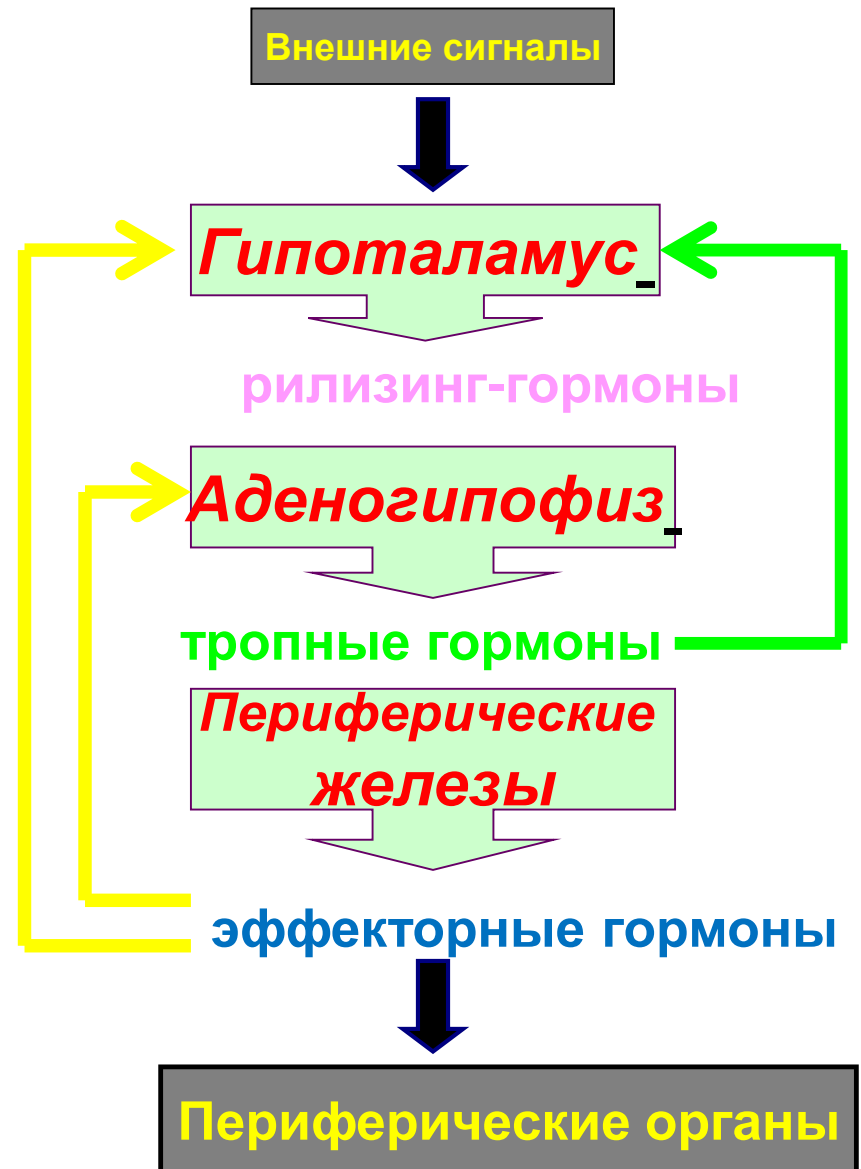 Внешние сигналы
Гипоталамус
рилизинг-гормоны
Аденогипофиз
тропные гормоны
Периферические
железы
эффекторные гормоны
Периферические органы